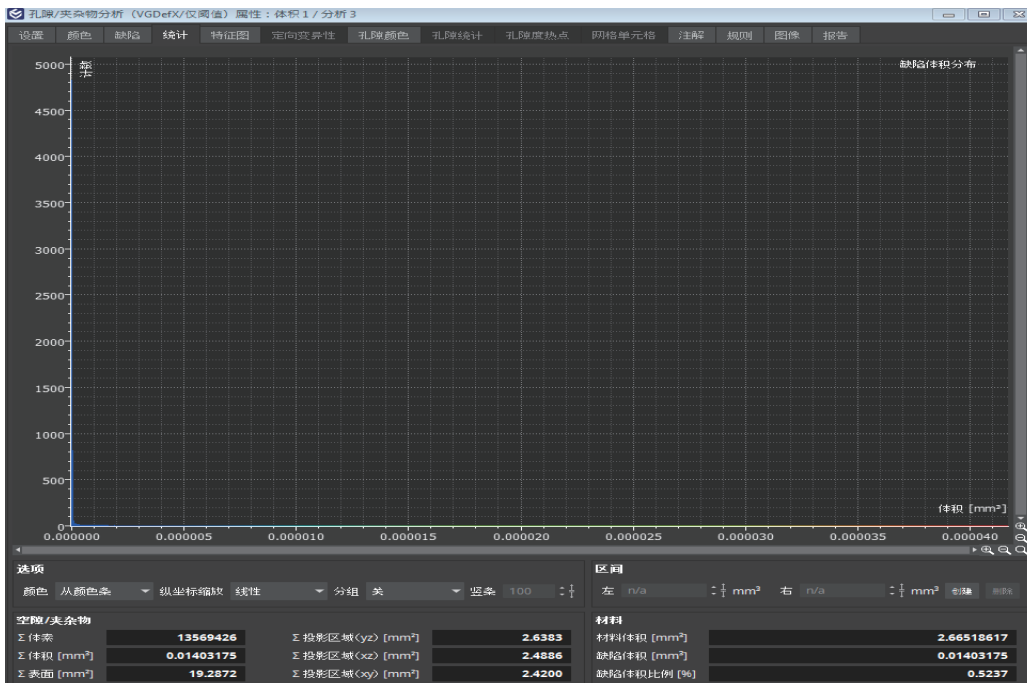 孔隙/夹杂物分析（VGDefX/仅阈值）属性：体积1/分析3
设置 颜色 缺陷 统计 特征图 定向变异性 孔隙颜色 孔隙统计 孔隙度热点 网格单元格 注解 规则 图像 报告
缺陷体积分布
计数
5000
4500
4000
3500
3000
2500
2000
1500
1000
500
0
体积 [mm³]
0.000000 0.000005 0.000010 0.000015 0.000020 0.000025 0.000030 0.000035 0.000040
选项 区间
颜色 从颜色条 纵坐标缩放 线性 分组 关 竖条 100 左 n/a mm³ 右 n/a mm³ 创建 删除
空隙/夹杂物 材料
Σ 体素 13569426 Σ 投影区域(yz) [mm²] 2.6383 材料体积 [mm³] 2.66518617
Σ 体积 [mm³] 0.01403175 Σ 投影区域(xz) [mm²] 2.4886 缺陷体积 [mm³] 0.01403175
Σ 表面 [mm²] 19.2872 Σ 投影区域(xy) [mm²] 2.4200 缺陷体积比例 [%] 0.5237